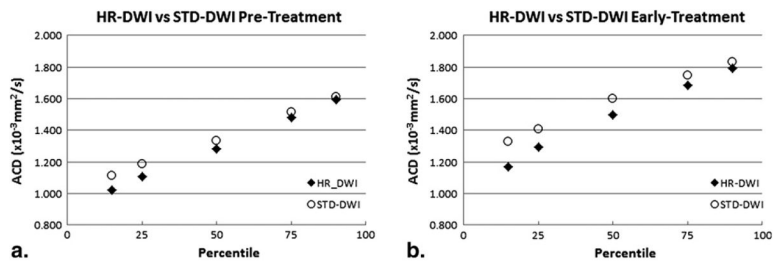 HR-DWI vs STD-DWI Pre-Treatment
2.000
1.800
1.600
1.400
1.200
1.000
0.800
ACD (x10-3mm2/s)
0 25 50 75 100
Percentile
HR_DWI
STD-DWI
a.
HR-DWI vs STD-DWI Early-Treatment
2.000
1.800
1.600
1.400
1.200
1.000
0.800
ACD (x10-3mm2/s)
0 25 50 75 100
Percentile
HR-DWI
STD-DWI
b.